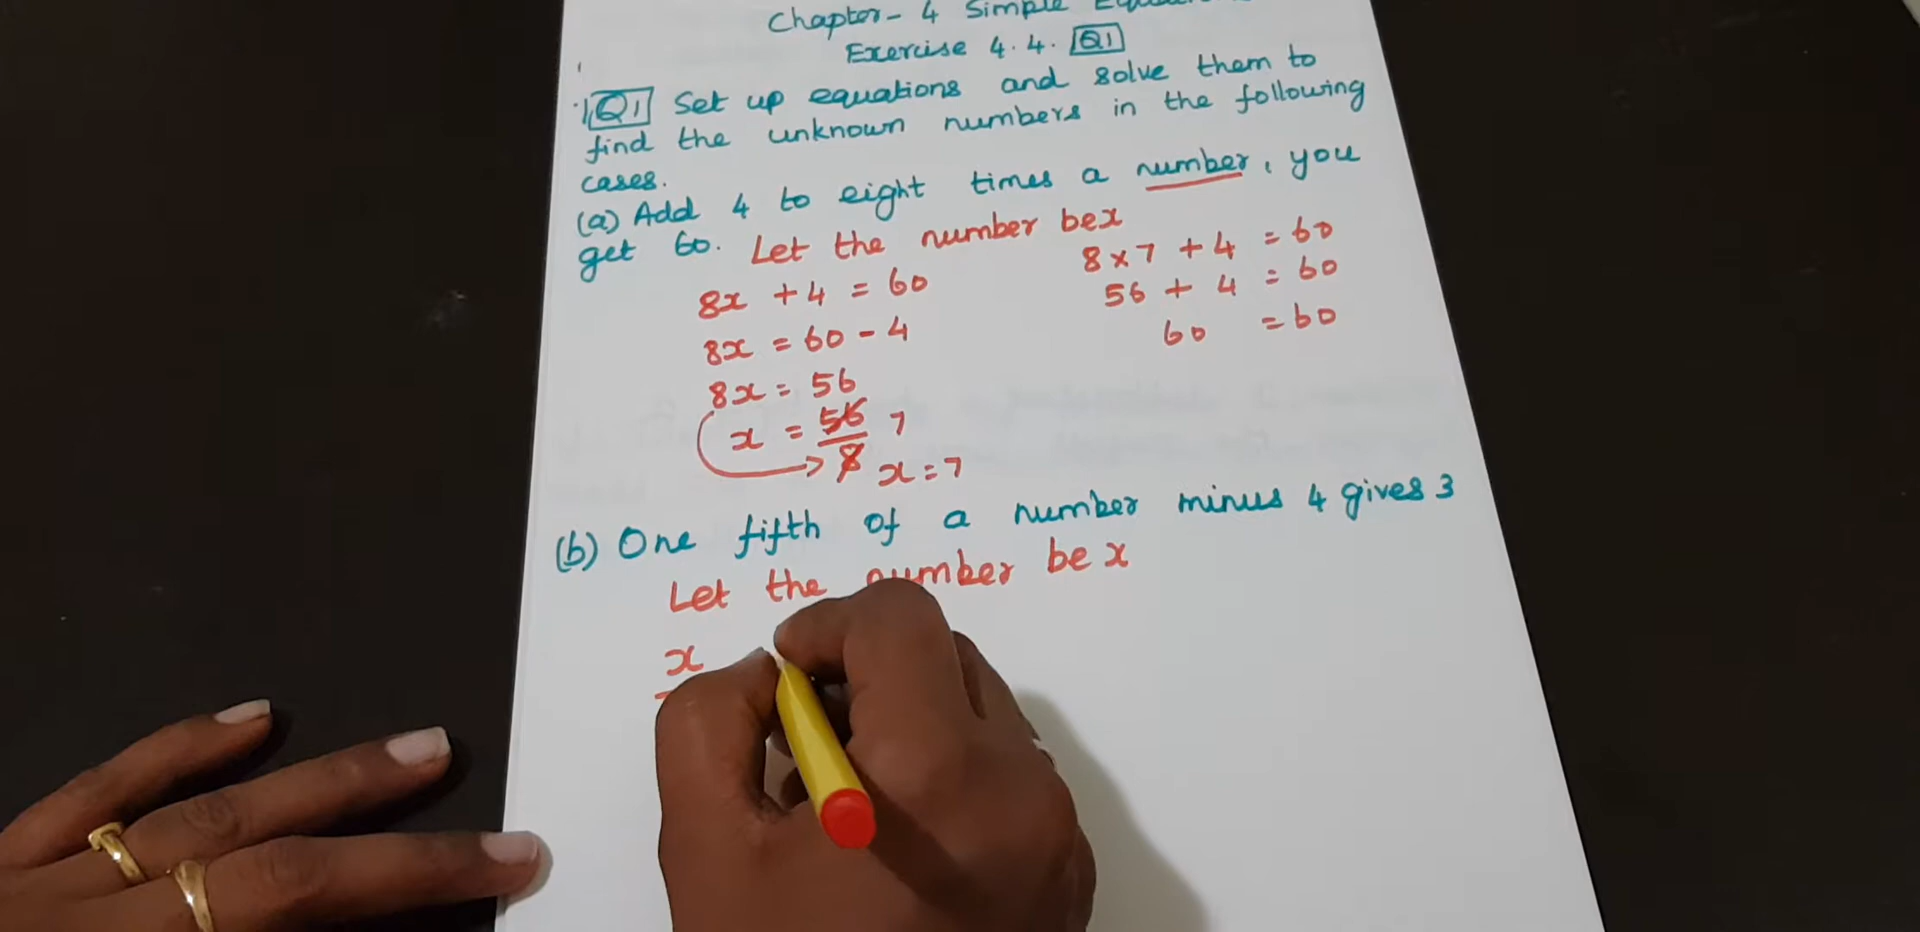 Chapter- 4 Simple
Exercise 4.4. Q1
Q1 Set up equations and solve them to
find the unknown numbers in the following
cases.
(a) Add 4 to eight times a number, you
get 60. Let the number be x
8x + 4 = 60
8x = 60 - 4
8x = 56
x = 56/8 7
x = 7
8 x 7 + 4 = 60
56 + 4 = 60
60 = 60
(b) One fifth of a number minus 4 gives 3
Let the number be x
x